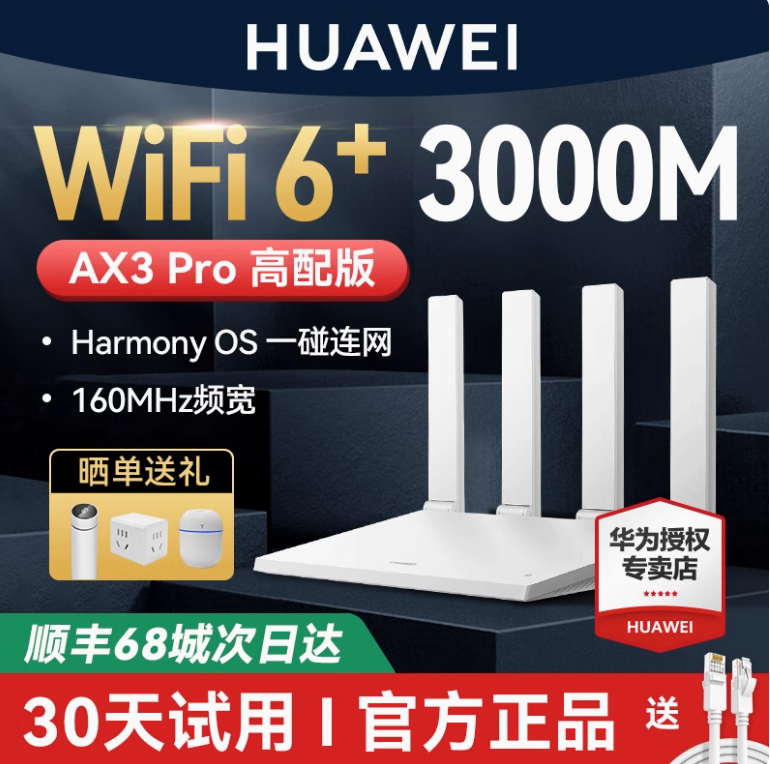 HUAWEI
WiFi 6+ 3000M
AX3 Pro 高配版
• Harmony OS 一碰连网
• 160MHz频宽
晒单送礼
华为授权
专卖店
★★★★★
HUAWEI
顺丰68城次日达
30天试用 | 官方正品 送